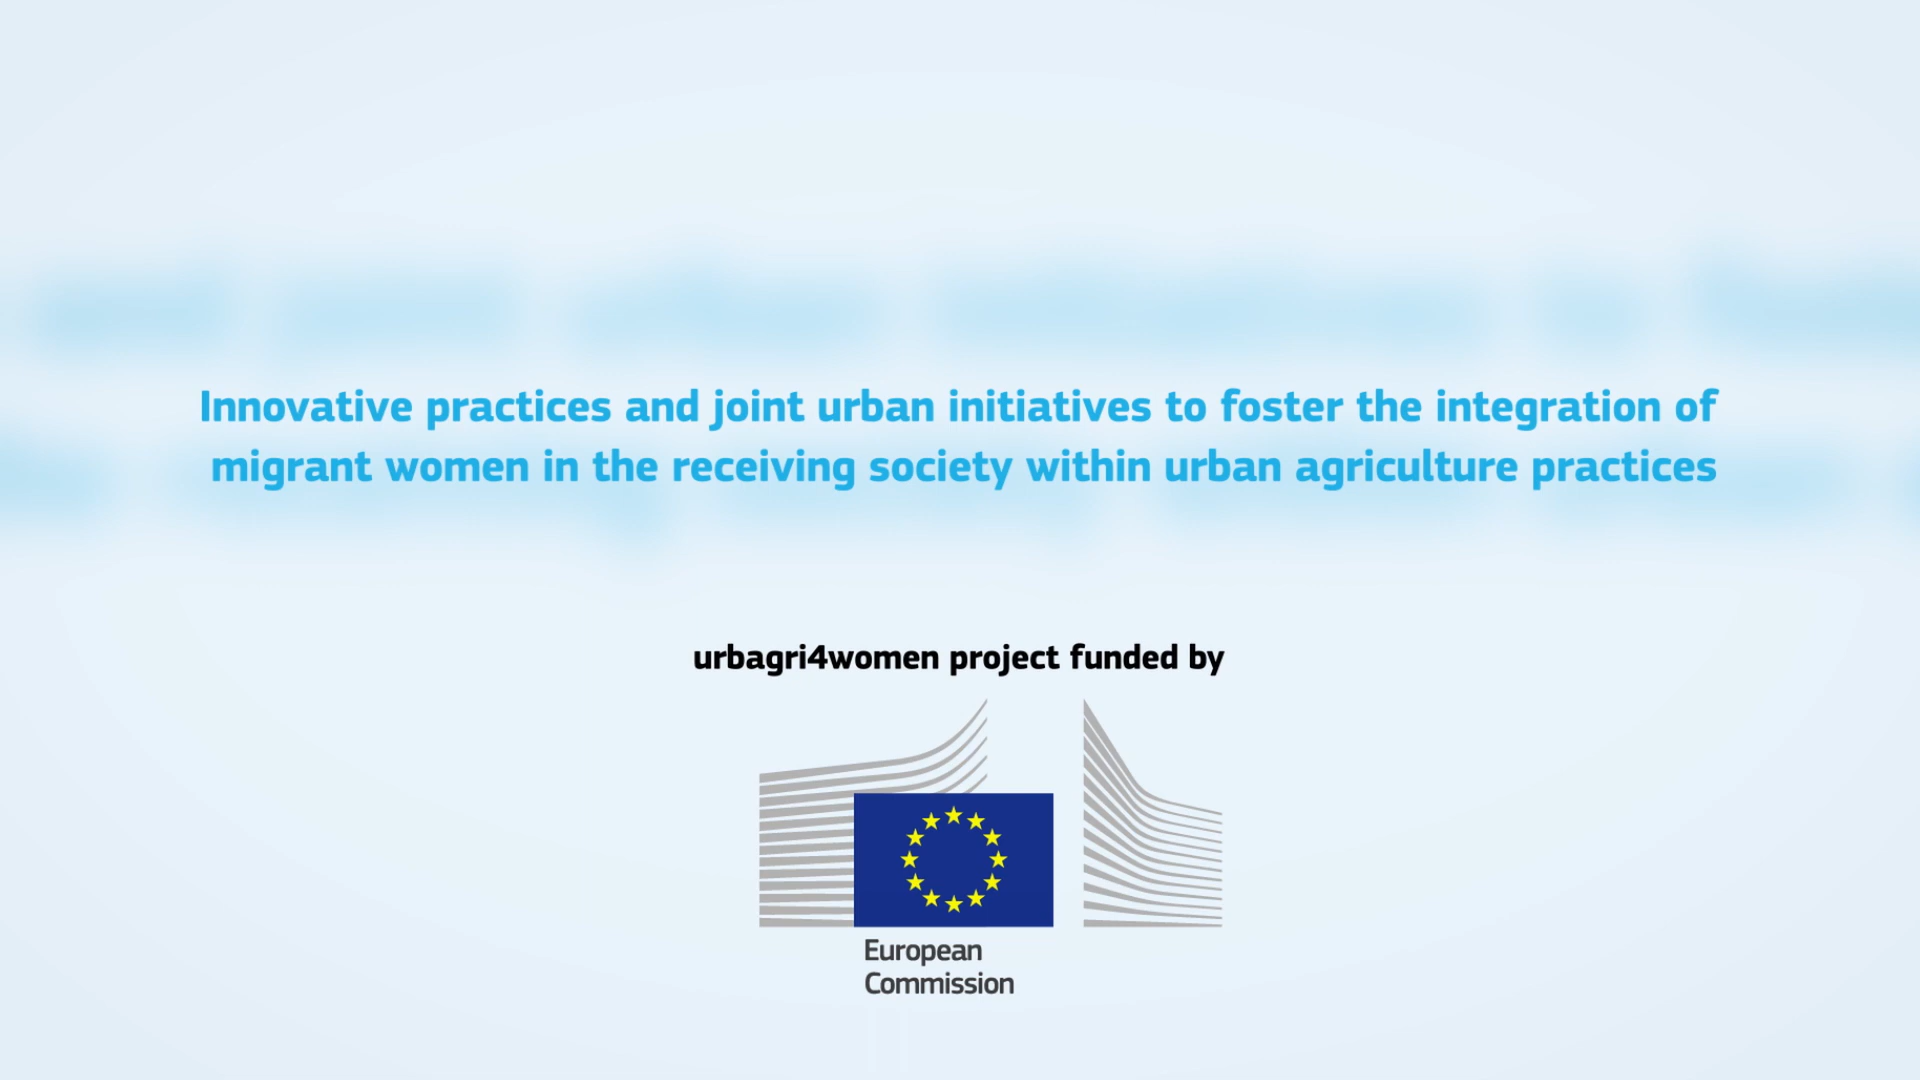 Innovative practices and joint urban initiatives to foster the integration of
migrant women in the receiving society within urban agriculture practices
urbagri4women project funded by
European
Commission